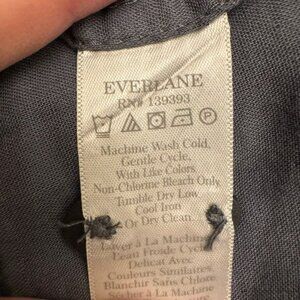 EVERLANE
RN# 139393
Machine Wash Cold,
Gentle Cycle,
With Like Colors,
Non-Chlorine Bleach Only,
Tumble Dry Low,
Cool Iron
Or Dry Clean.
Laver à La Machine
L'eau Froide Cycle
Délicat Avec
Couleurs Similaires
Blanchir Sans Chlore
Sécher à La Machine